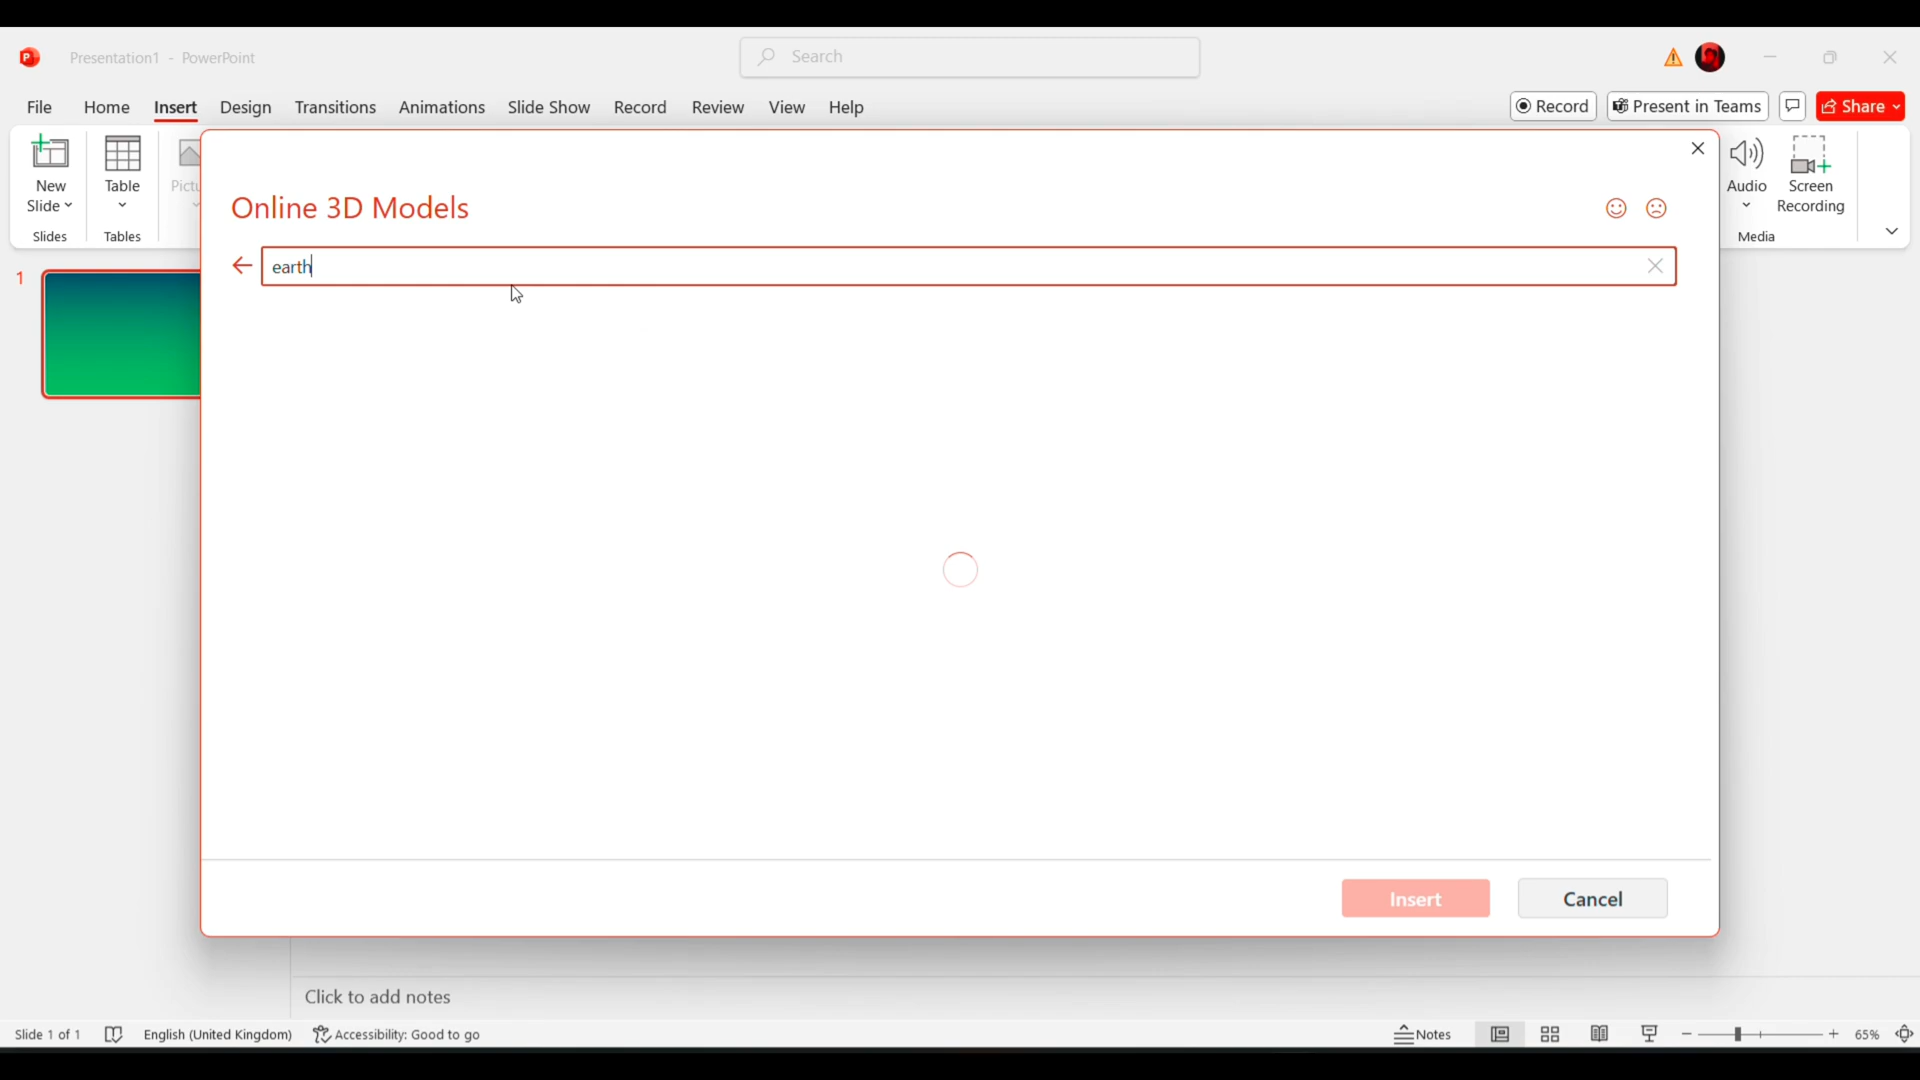 Presentation1 - PowerPoint
Search
File Home Insert Design Transitions Animations Slide Show Record Review View Help
Record Present in Teams Share
New Slide
Table
Slides
Tables
Audio
Screen Recording
Media
Online 3D Models
earth
1
Insert
Cancel
Click to add notes
Slide 1 of 1 English (United Kingdom) Accessibility: Good to go Notes 65%